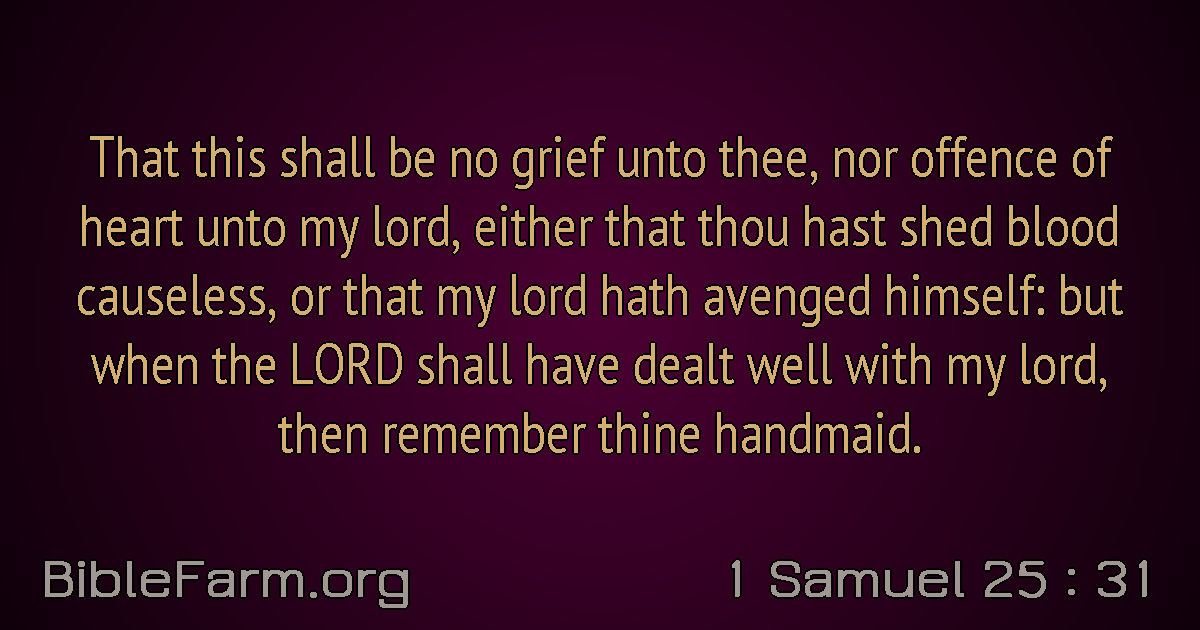 That this shall be no grief unto thee, nor offence of
heart unto my lord, either that thou hast shed blood
causeless, or that my lord hath avenged himself: but
when the LORD shall have dealt well with my lord,
then remember thine handmaid.
BibleFarm.org
1 Samuel 25 : 31